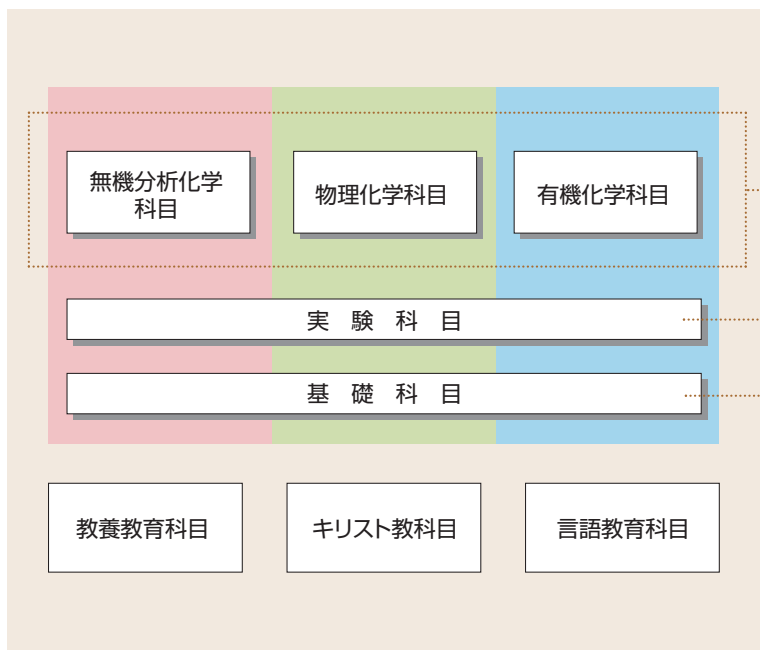 無機分析化学
科目
物理化学科目
有機化学科目
実験科目
基礎科目
教養教育科目
キリスト教科目
言語教育科目